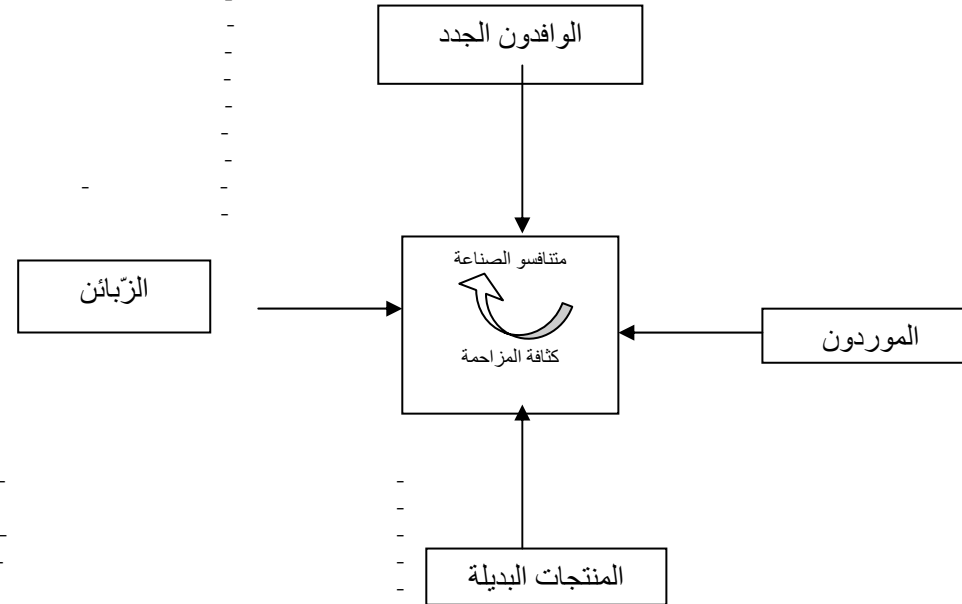 الوافدون الجدد
متنافسو الصناعة
الزّبائن
الموردون
كثافة المزاحمة
المنتجات البديلة